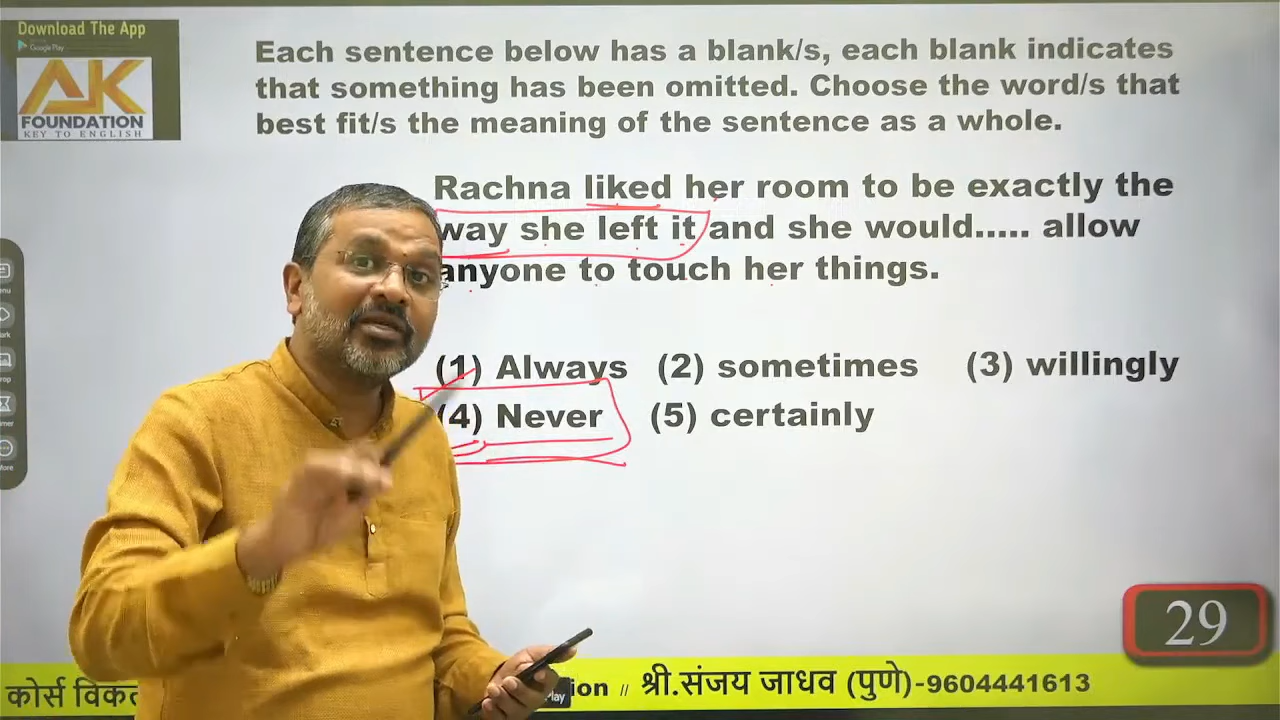 Download The App
Google Play
AK
FOUNDATION
KEY TO ENGLISH
Each sentence below has a blank/s, each blank indicates
that something has been omitted. Choose the word/s that
best fit/s the meaning of the sentence as a whole.
Rachna liked her room to be exactly the
way she left it and she would..... allow
anyone to touch her things.
(1) Always (2) sometimes (3) willingly
(4) Never (5) certainly
29
कोर्स विकत ion // श्री.संजय जाधव (पुणे)-9604441613